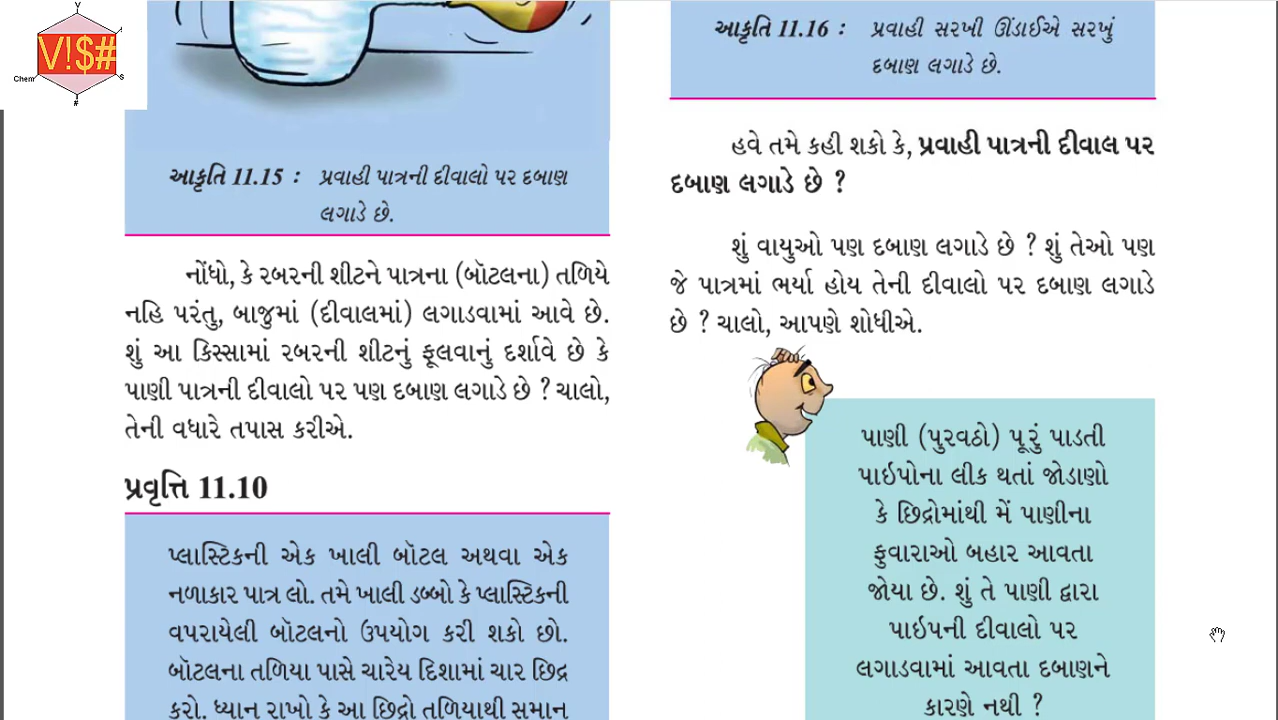 Y
V!$#
Chem
S
#
આકૃતિ 11.15 : પ્રવાહી પાત્રની દીવાલો પર દબાણ
લગાડે છે.
નોંધો, કે રબરની શીટને પાત્રના (બૉટલના) તળિયે
નહિ પરંતુ, બાજુમાં (દીવાલમાં) લગાડવામાં આવે છે.
શું આ કિસ્સામાં રબરની શીટનું ફૂલવાનું દર્શાવે છે કે
પાણી પાત્રની દીવાલો પર પણ દબાણ લગાડે છે ? ચાલો,
તેની વધારે તપાસ કરીએ.
પ્રવૃત્તિ 11.10
પ્લાસ્ટિકની એક ખાલી બૉટલ અથવા એક
નળાકાર પાત્ર લો. તમે ખાલી ડબ્બો કે પ્લાસ્ટિકની
વપરાયેલી બૉટલનો ઉપયોગ કરી શકો છો.
બૉટલના તળિયા પાસે ચારેય દિશામાં ચાર છિદ્ર
કરો. ધ્યાન રાખો કે આ છિદ્રો તળિયાથી સમાન
આકૃતિ 11.16 : પ્રવાહી સરખી ઊંડાઈએ સરખું
દબાણ લગાડે છે.
હવે તમે કહી શકો કે, પ્રવાહી પાત્રની દીવાલ પર
દબાણ લગાડે છે ?
શું વાયુઓ પણ દબાણ લગાડે છે ? શું તેઓ પણ
જે પાત્રમાં ભર્યા હોય તેની દીવાલો પર દબાણ લગાડે
છે ? ચાલો, આપણે શોધીએ.
પાણી (પુરવઠો) પૂરું પાડતી
પાઇપોના લીક થતાં જોડાણો
કે છિદ્રોમાંથી મેં પાણીના
ફુવારાઓ બહાર આવતા
જોયા છે. શું તે પાણી દ્વારા
પાઇપની દીવાલો પર
લગાડવામાં આવતા દબાણને
કારણે નથી ?